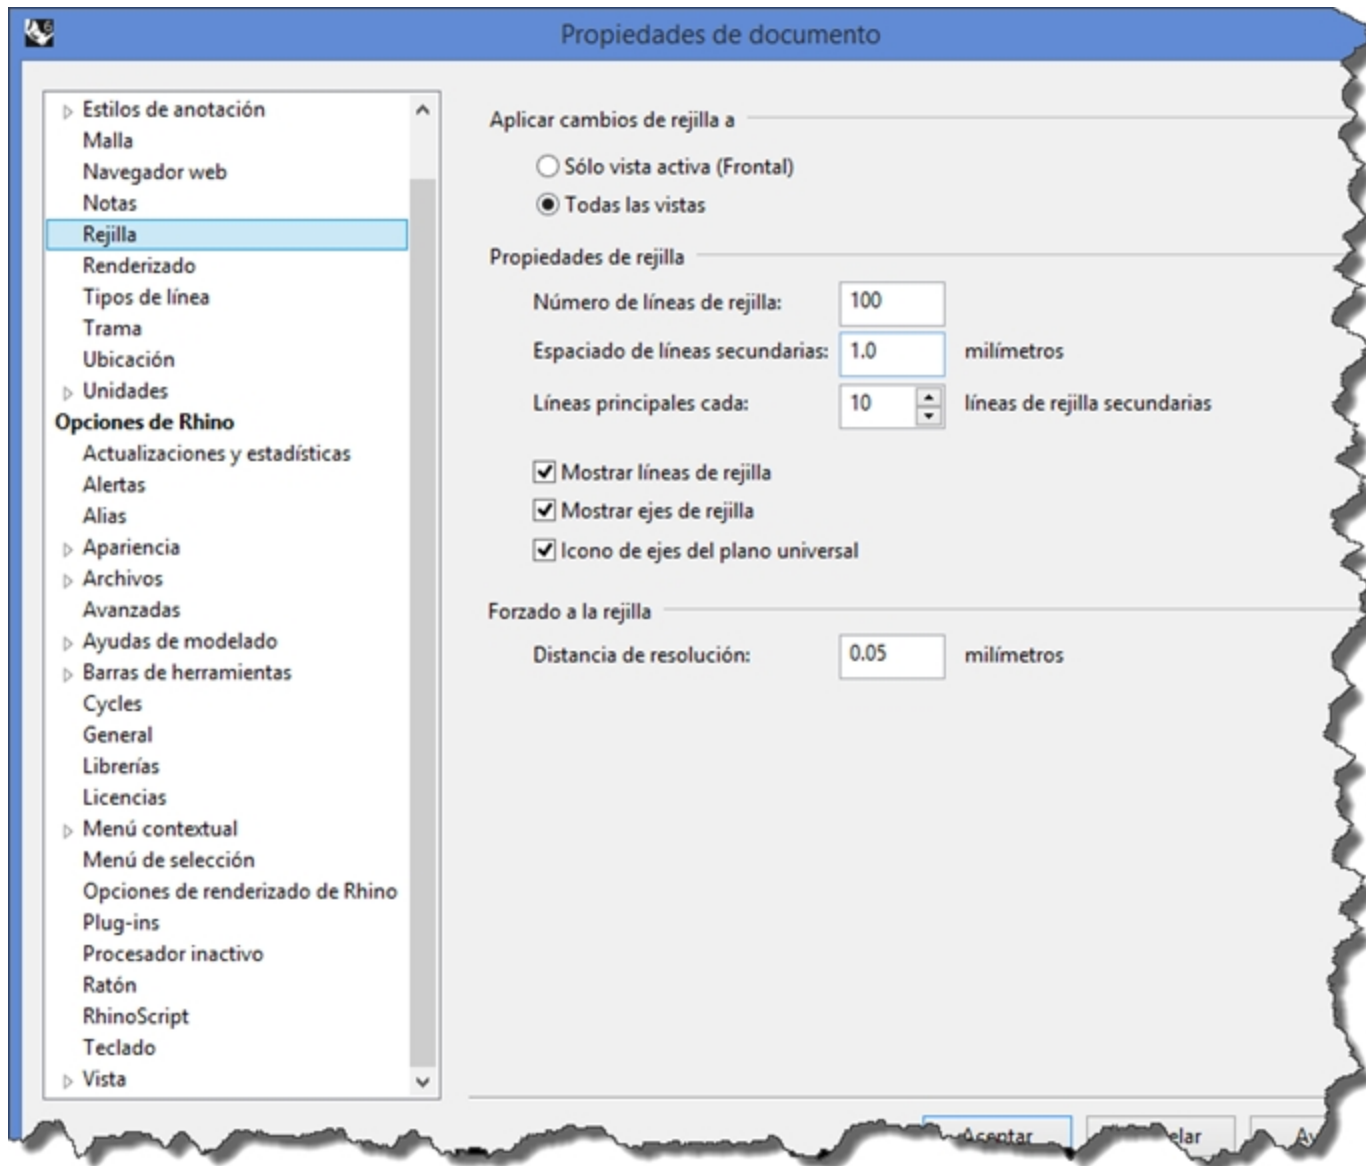 Propiedades de documento
Estilos de anotación
Malla
Navegador web
Notas
Rejilla
Renderizado
Tipos de línea
Trama
Ubicación
Unidades
Opciones de Rhino
Actualizaciones y estadísticas
Alertas
Alias
Apariencia
Archivos
Avanzadas
Ayudas de modelado
Barras de herramientas
Cycles
General
Librerías
Licencias
Menú contextual
Menú de selección
Opciones de renderizado de Rhino
Plug-ins
Procesador inactivo
Ratón
RhinoScript
Teclado
Vista
Aplicar cambios de rejilla a
Sólo vista activa (Frontal)
Todas las vistas
Propiedades de rejilla
Número de líneas de rejilla: 100
Espaciado de líneas secundarias: 1.0 milímetros
Líneas principales cada: 10 líneas de rejilla secundarias
Mostrar líneas de rejilla
Mostrar ejes de rejilla
Icono de ejes del plano universal
Forzado a la rejilla
Distancia de resolución: 0.05 milímetros
Aceptar